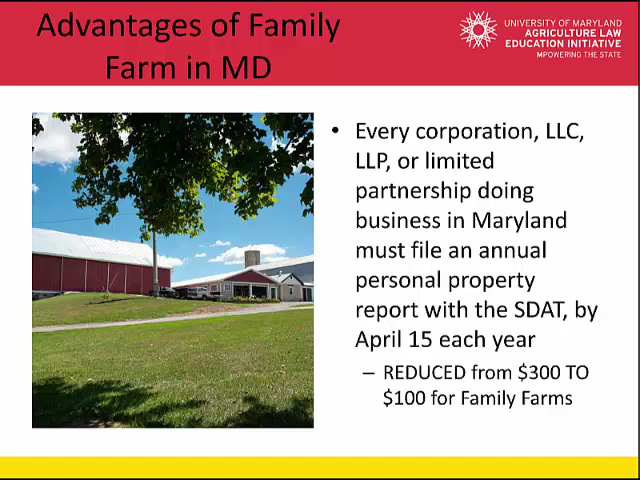 Advantages of Family
Farm in MD
UNIVERSITY OF MARYLAND
AGRICULTURE LAW
EDUCATION INITIATIVE
MPOWERING THE STATE.
• Every corporation, LLC,
LLP, or limited
partnership doing
business in Maryland
must file an annual
personal property
report with the SDAT, by
April 15 each year
– REDUCED from $300 TO
$100 for Family Farms